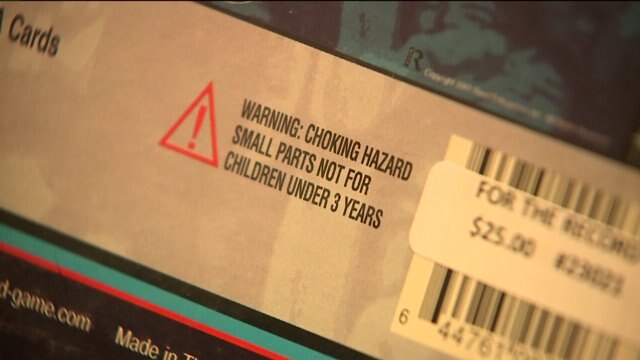 Cards
R
WARNING: CHOKING HAZARD
SMALL PARTS NOT FOR
CHILDREN UNDER 3 YEARS
FOR THE RECORD
$25.00
6
d-game.com
Made in